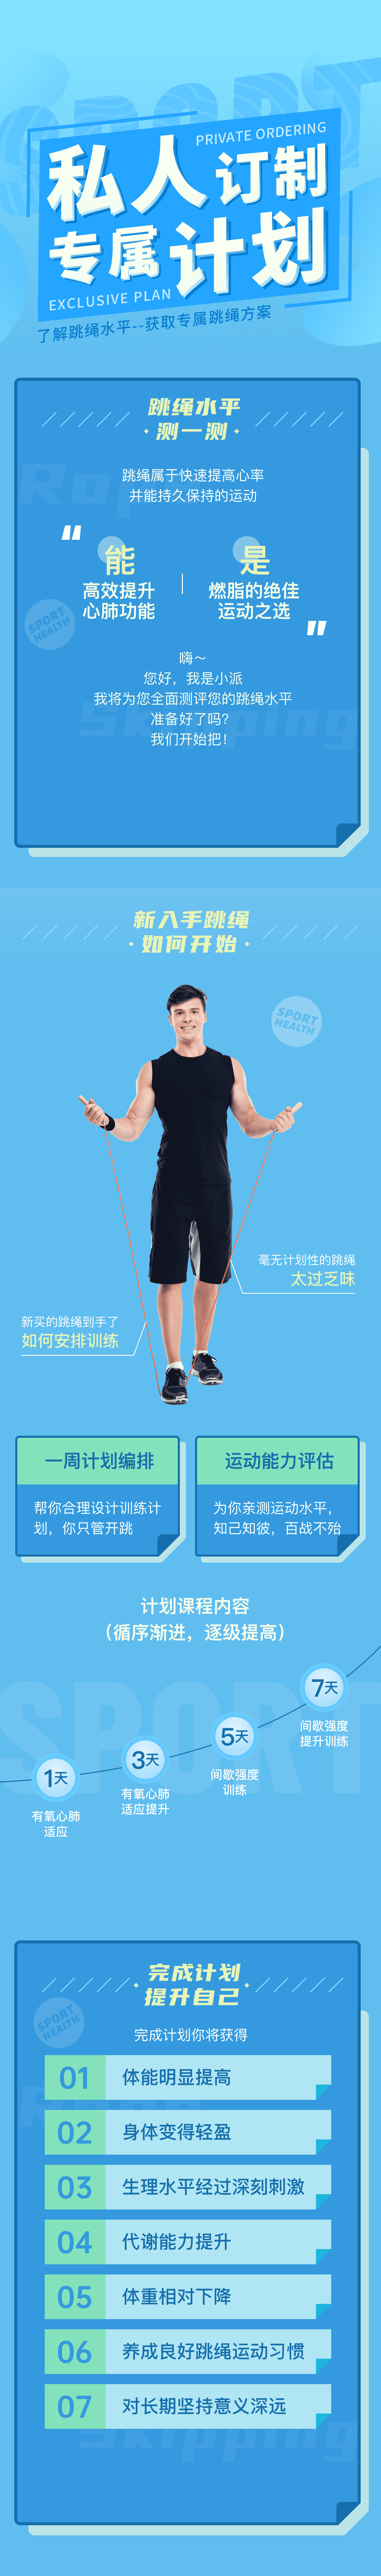 SPORT
PRIVATE ORDERING
私人订制
专属计划
EXCLUSIVE PLAN
了解跳绳水平--获取专属跳绳方案
跳绳水平
测一测
跳绳属于快速提高心率
并能持久保持的运动
能
高效提升
心肺功能
是
燃脂的绝佳
运动之选
SPORT
HEALTH
嗨～
您好，我是小派
我将为您全面测评您的跳绳水平
Skipping
准备好了吗？
我们开始把！
新入手跳绳
如何开始
SPORT
HEALTH
毫无计划性的跳绳
太过乏味
新买的跳绳到手了
如何安排训练
一周计划编排
帮你合理设计训练计
划，你只管开跳
运动能力评估
为你亲测运动水平，
知己知彼，百战不殆
计划课程内容
（循序渐进，逐级提高）
SPORT
1天
有氧心肺
适应
3天
有氧心肺
适应提升
5天
间歇强度
训练
7天
间歇强度
提升训练
完成计划
提升自己
SPORT
HEALTH
完成计划你将获得
01 体能明显提高
02 身体变得轻盈
03 生理水平经过深刻刺激
04 代谢能力提升
05 体重相对下降
06 养成良好跳绳运动习惯
07 对长期坚持意义深远
Skipping